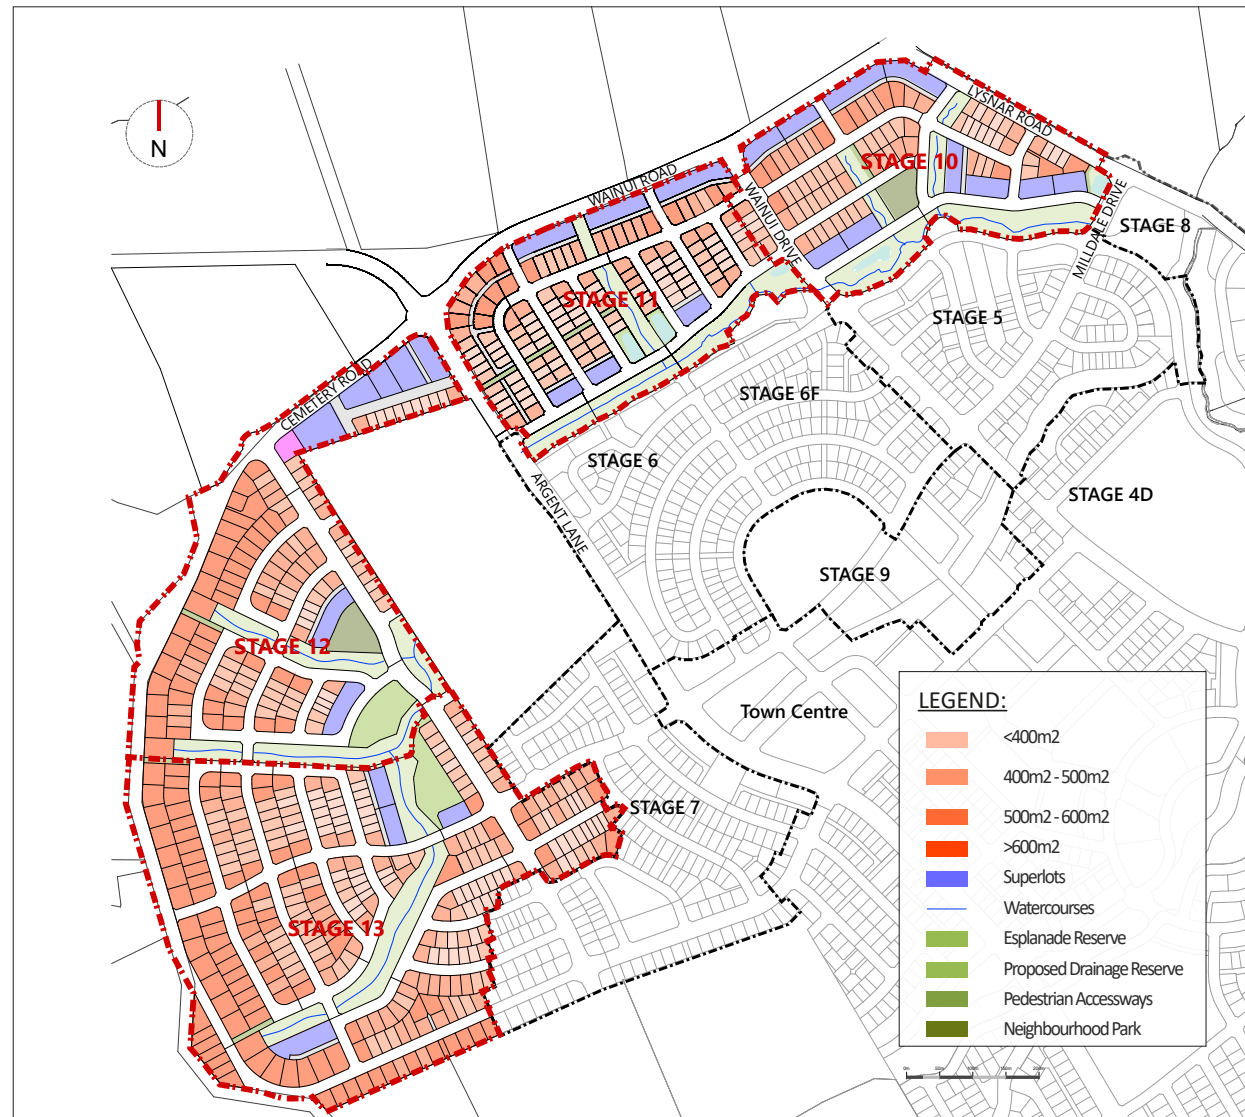 N
LYSNAR ROAD
STAGE 10
WAINUI ROAD
WAINUI DRIVE
MILLDALE DRIVE
STAGE 8
STAGE 11
STAGE 5
CEMETERY ROAD
STAGE 6F
STAGE 6
ARGENT LANE
STAGE 4D
STAGE 9
STAGE 12
Town Centre
STAGE 7
STAGE 13
LEGEND:
<400m2
400m2 - 500m2
500m2 - 600m2
>600m2
Superlots
Watercourses
Esplanade Reserve
Proposed Drainage Reserve
Pedestrian Accessways
Neighbourhood Park